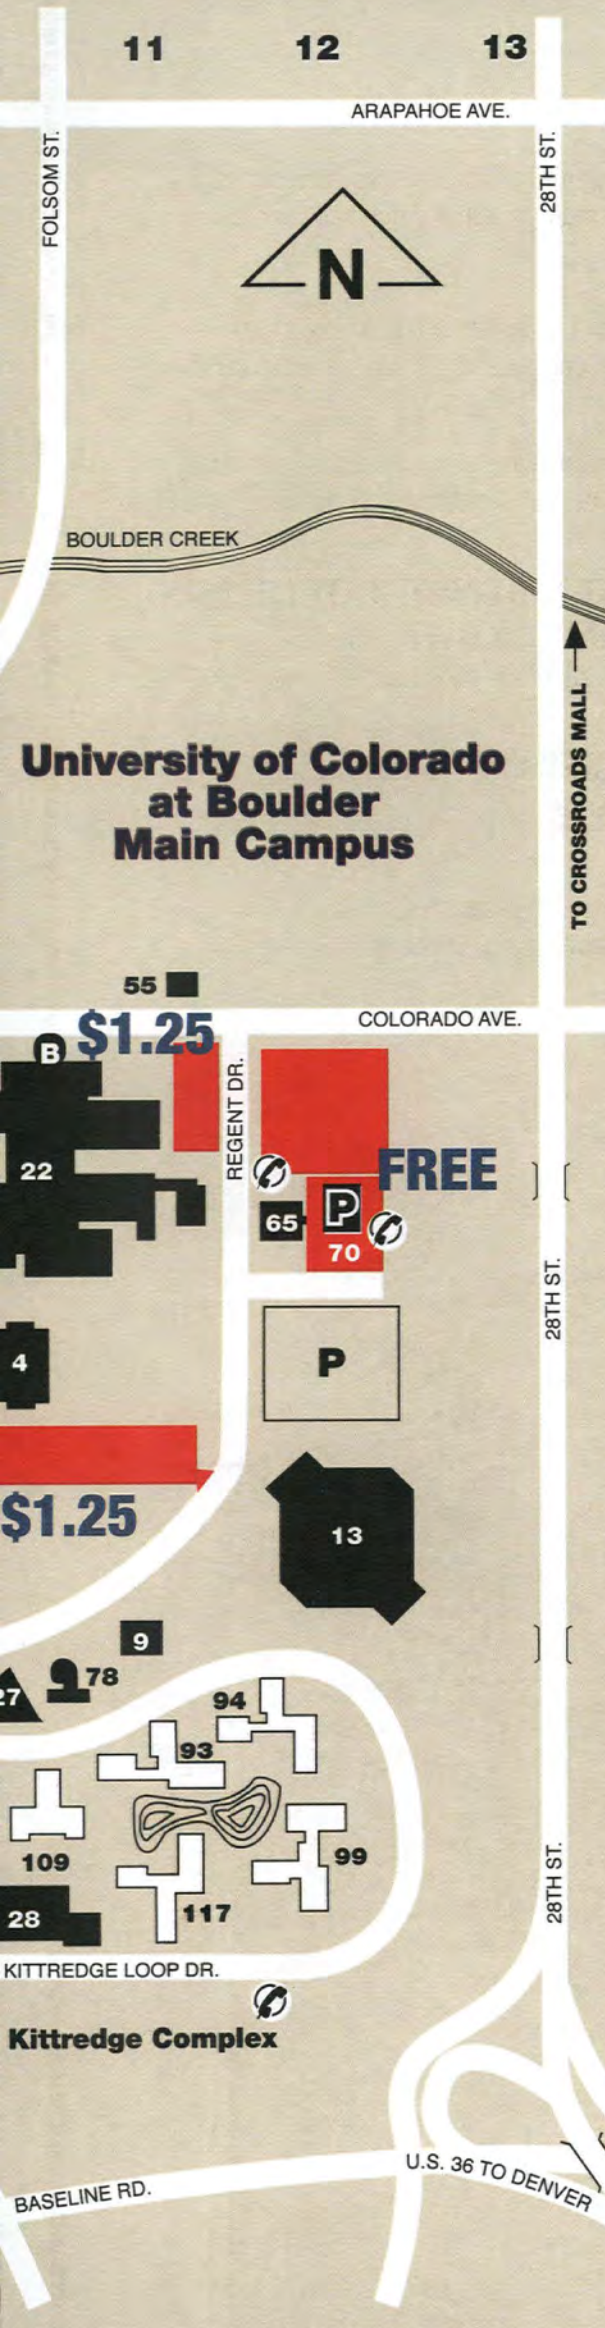 11 12 13
ARAPAHOE AVE.
FOLSOM ST.
28TH ST.
N
BOULDER CREEK
TO CROSSROADS MALL
University of Colorado
at Boulder
Main Campus
55
$1.25
COLORADO AVE.
B
REGENT DR.
22
FREE
65
P
70
28TH ST.
4
P
$1.25
13
9
27
78
94
93
109
99
28
117
28TH ST.
KITTREDGE LOOP DR.
Kittredge Complex
U.S. 36 TO DENVER
BASELINE RD.